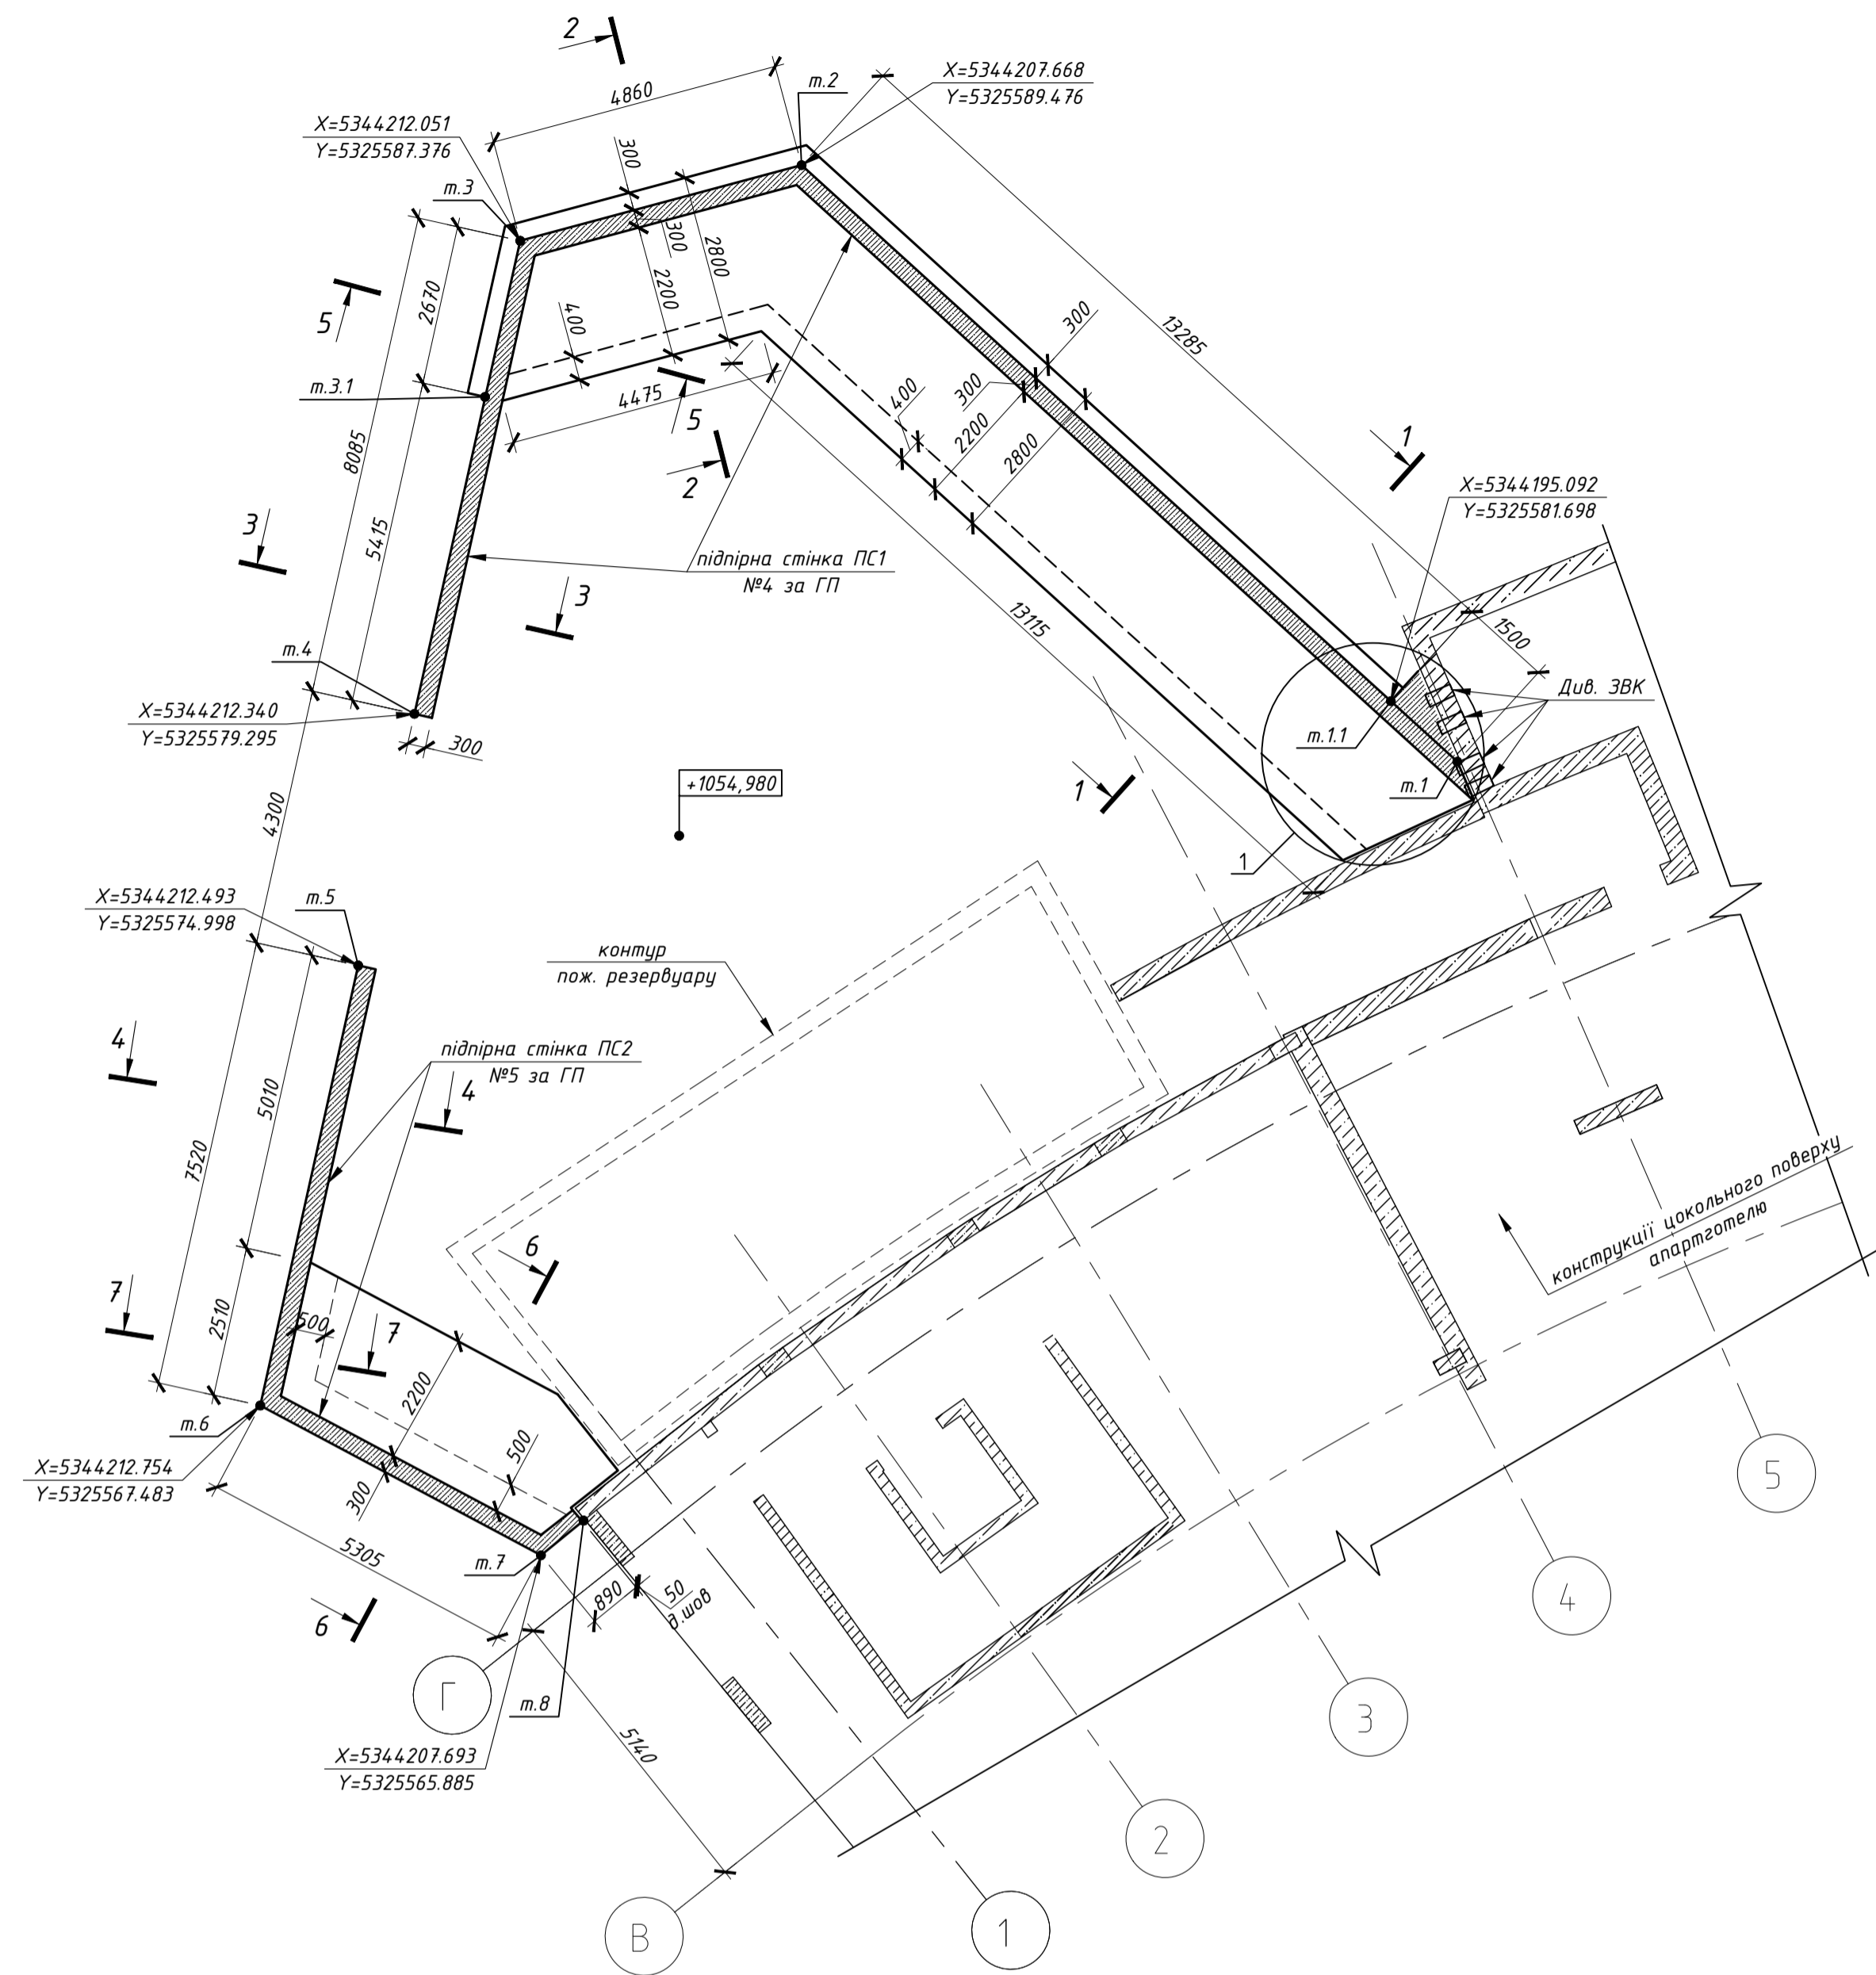 2
4860
т.2
X=5344207.668
Y=5325589.476
X=5344212.051
Y=5325587.376
т.3
300
300
2800
2200
400
2670
5
т.3.1
8085
4475
5
2
13285
300
300
400
2200
2800
1
X=5344195.092
Y=5325581.698
3
5415
підпірна стінка ПС1
№4 за ГП
3
13115
1500
Див. ЗВК
т.4
X=5344212.340
Y=5325579.295
300
т.1.1
т.1
+1054,980
1
1
4300
X=5344212.493
Y=5325574.998
т.5
контур
пож. резервуару
4
підпірна стінка ПС2
№5 за ГП
4
5010
7520
конструкції цокольного поверху
апартготелю
6
7
2510
500
7
2200
т.6
500
X=5344212.754
Y=5325567.483
300
5305
т.7
890
50
д.шов
6
Г
т.8
5140
X=5344207.693
Y=5325565.885
5
4
3
2
1
В